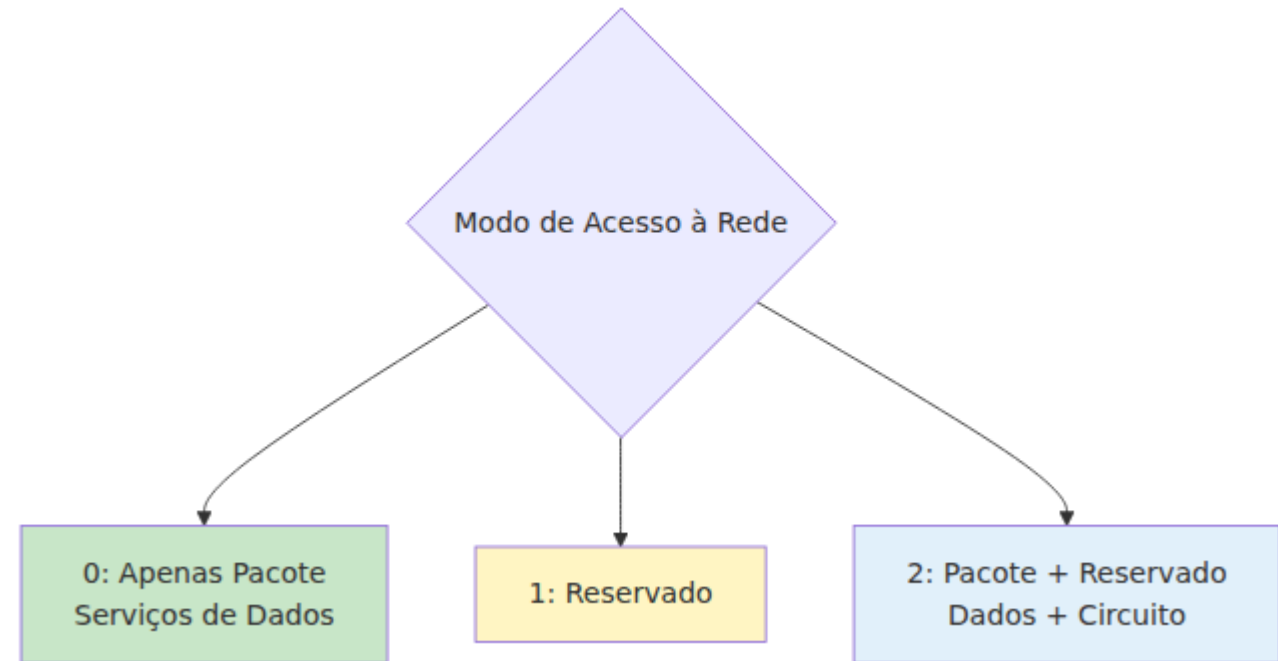 Modo de Acesso à Rede
0: Apenas Pacote
Serviços de Dados
1: Reservado
2: Pacote + Reservado
Dados + Circuito